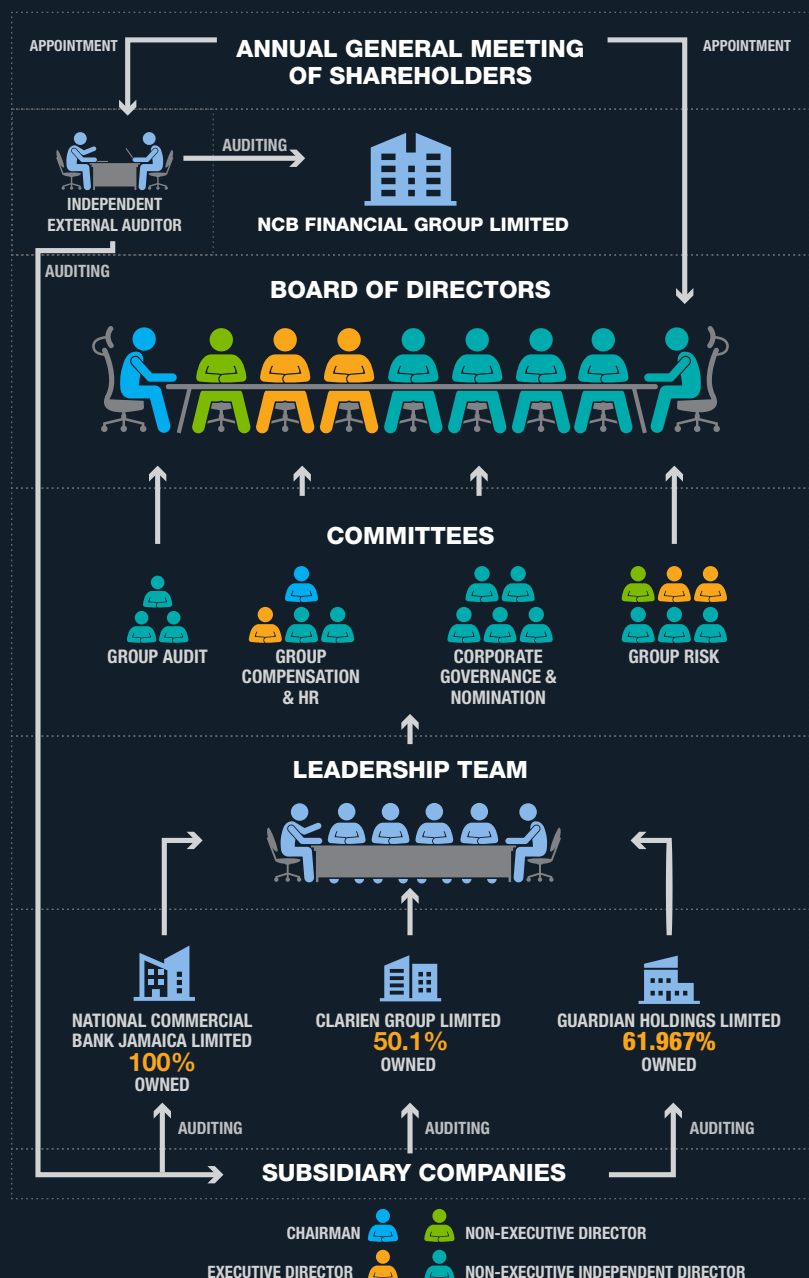 APPOINTMENT
ANNUAL GENERAL MEETING
OF SHAREHOLDERS
APPOINTMENT
AUDITING
INDEPENDENT
EXTERNAL AUDITOR
NCB FINANCIAL GROUP LIMITED
AUDITING
BOARD OF DIRECTORS
COMMITTEES
GROUP AUDIT
GROUP
COMPENSATION
& HR
CORPORATE
GOVERNANCE &
NOMINATION
GROUP RISK
LEADERSHIP TEAM
NATIONAL COMMERCIAL
BANK JAMAICA LIMITED
100%
OWNED
CLARIEN GROUP LIMITED
50.1%
OWNED
GUARDIAN HOLDINGS LIMITED
61.967%
OWNED
AUDITING
AUDITING
AUDITING
SUBSIDIARY COMPANIES
CHAIRMAN
NON-EXECUTIVE DIRECTOR
EXECUTIVE DIRECTOR
NON-EXECUTIVE INDEPENDENT DIRECTOR